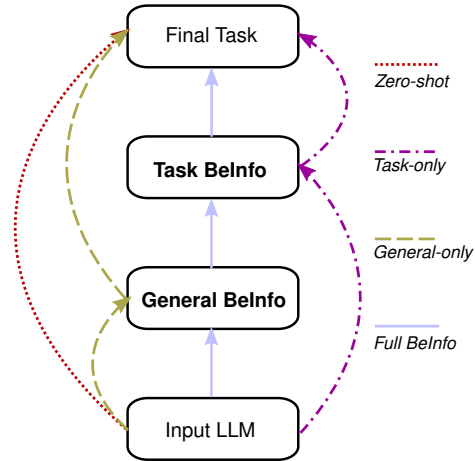 Final Task
Zero-shot
Task BeInfo
Task-only
General-only
General BeInfo
Full BeInfo
Input LLM